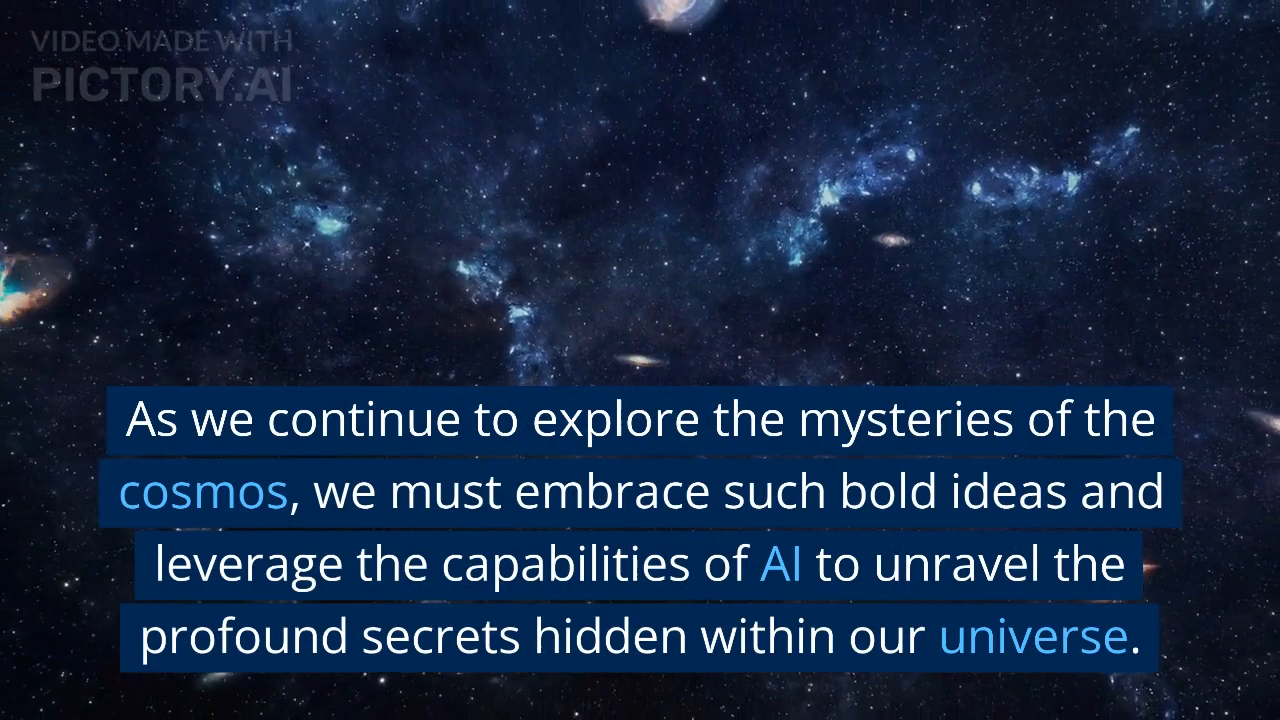 VIDEO MADE WITH
PICTORY.AI
As we continue to explore the mysteries of the
cosmos, we must embrace such bold ideas and
leverage the capabilities of AI to unravel the
profound secrets hidden within our universe.